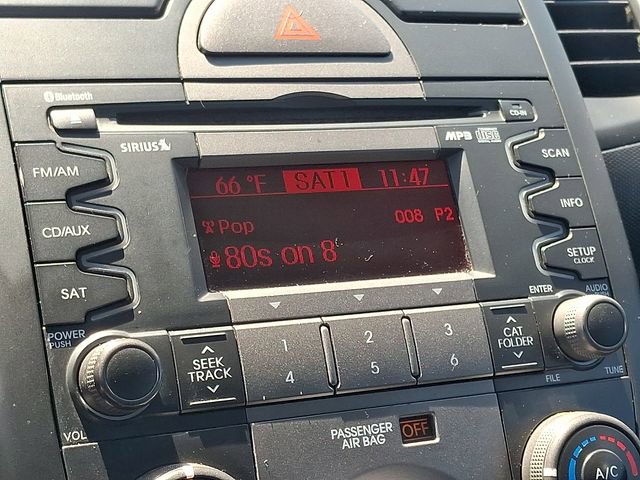 Bluetooth
CD-IN
SIRIUS
MP3 disc
FM/AM
SCAN
66 °F SAT1 11:47
CD/AUX
INFO
Pop 008 P2
80s on 8
SETUP
CLOCK
SAT
ENTER AUDIO
PUSH
POWER
PUSH
SEEK
TRACK
1 2 3
4 5 6
CAT
FOLDER
FILE TUNE
VOL
PASSENGER
AIR BAG
OFF
A/C